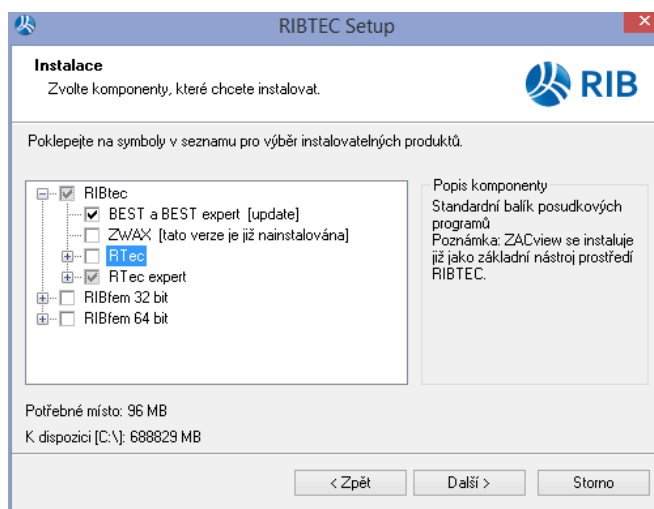 RIBTEC Setup
Instalace
Zvolte komponenty, které chcete instalovat.
RIB
Poklepejte na symboly v seznamu pro výběr instalovatelných produktů.
RIBtec
BEST a BEST expert [update]
ZWAX [tato verze je již nainstalována]
RTec
RTec expert
RIBfem 32 bit
RIBfem 64 bit
Popis komponenty
Standardní balík posudkových
programů
Poznámka: ZACview se instaluje
již jako základní nástroj prostředí
RIBTEC.
Potřebné místo: 96 MB
K dispozici [C:\]: 688829 MB
< Zpět
Další >
Storno